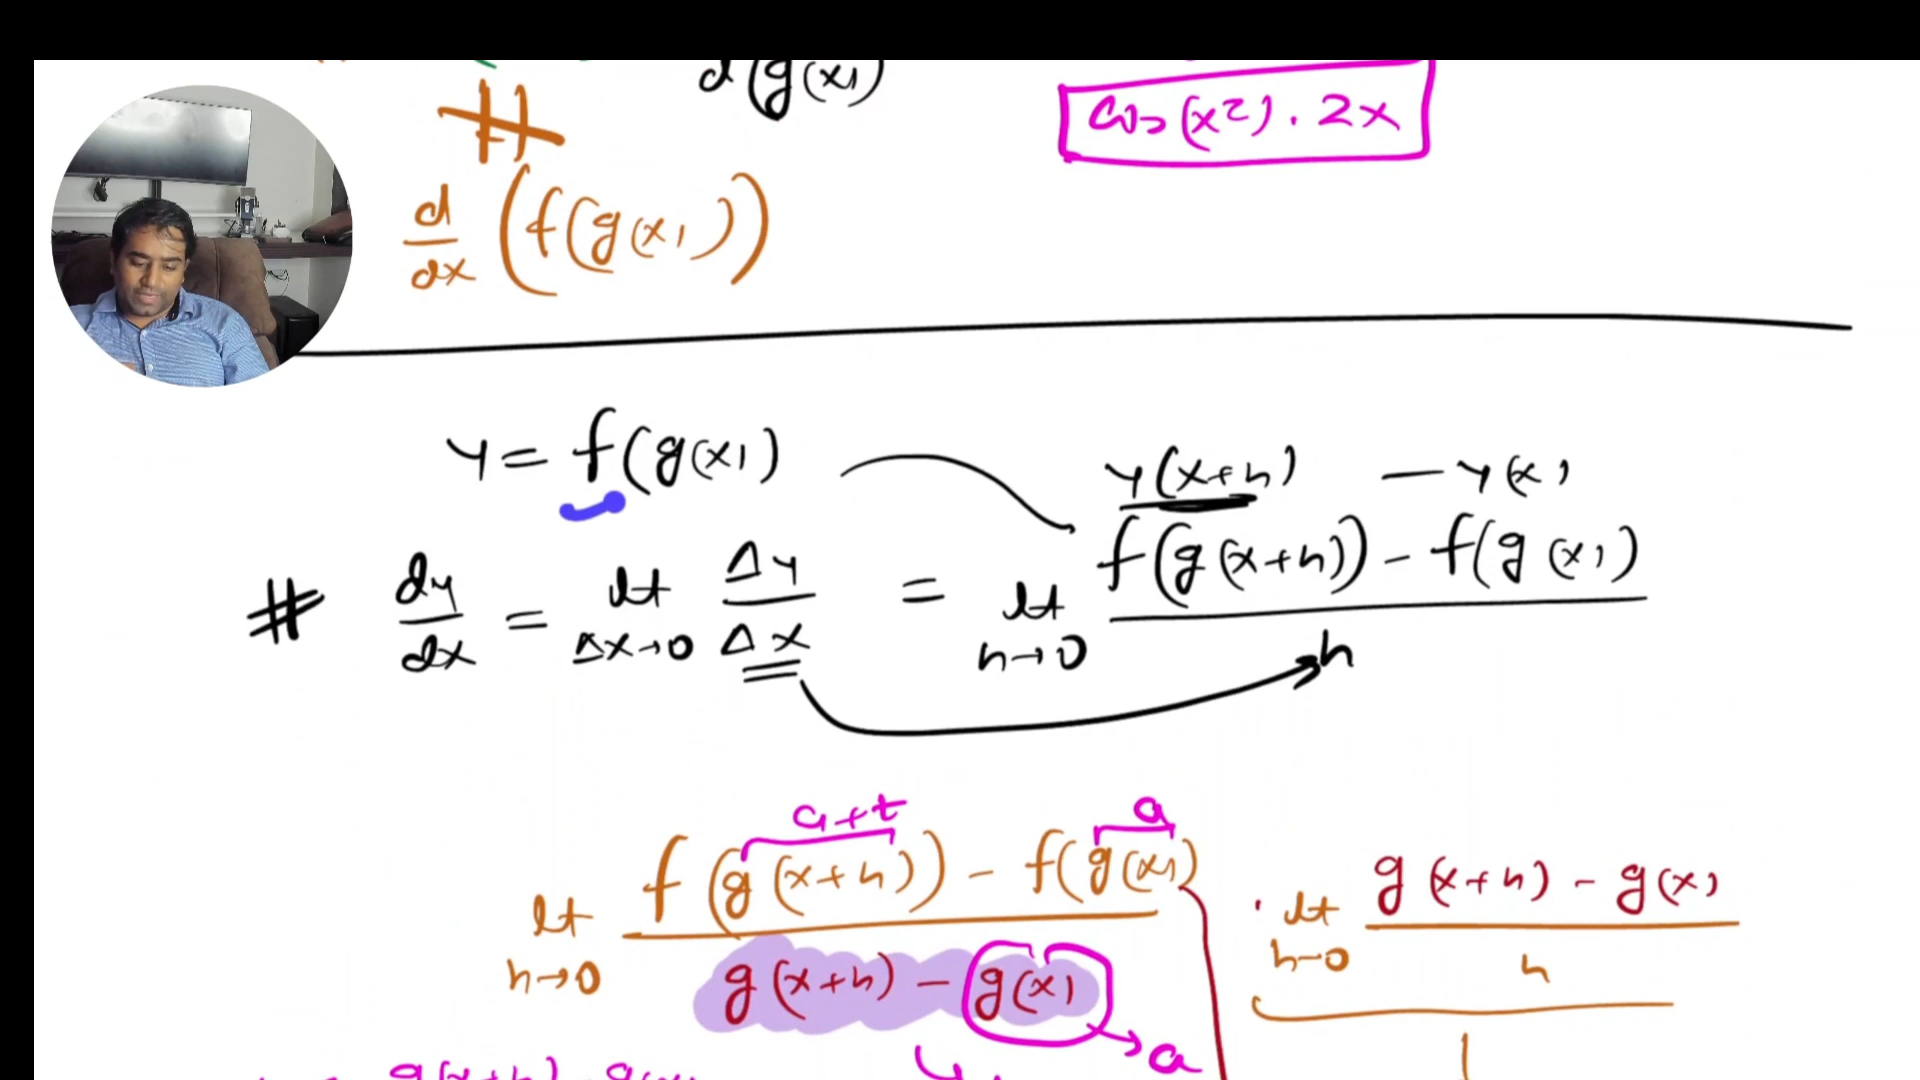 d(g(x))
cos(x²). 2x
d/dx (f(g(x)))
y = f(g(x))
y(x+h) - y(x)
# dy/dx = lt Δx→0 Δy/Δx = lt h→0 f(g(x+h)) - f(g(x)) / h
a+t a
lt h→0 f(g(x+h)) - f(g(x)) / g(x+h) - g(x) . lt h→0 g(x+h) - g(x) / h
a
g(x+h) - g(x)